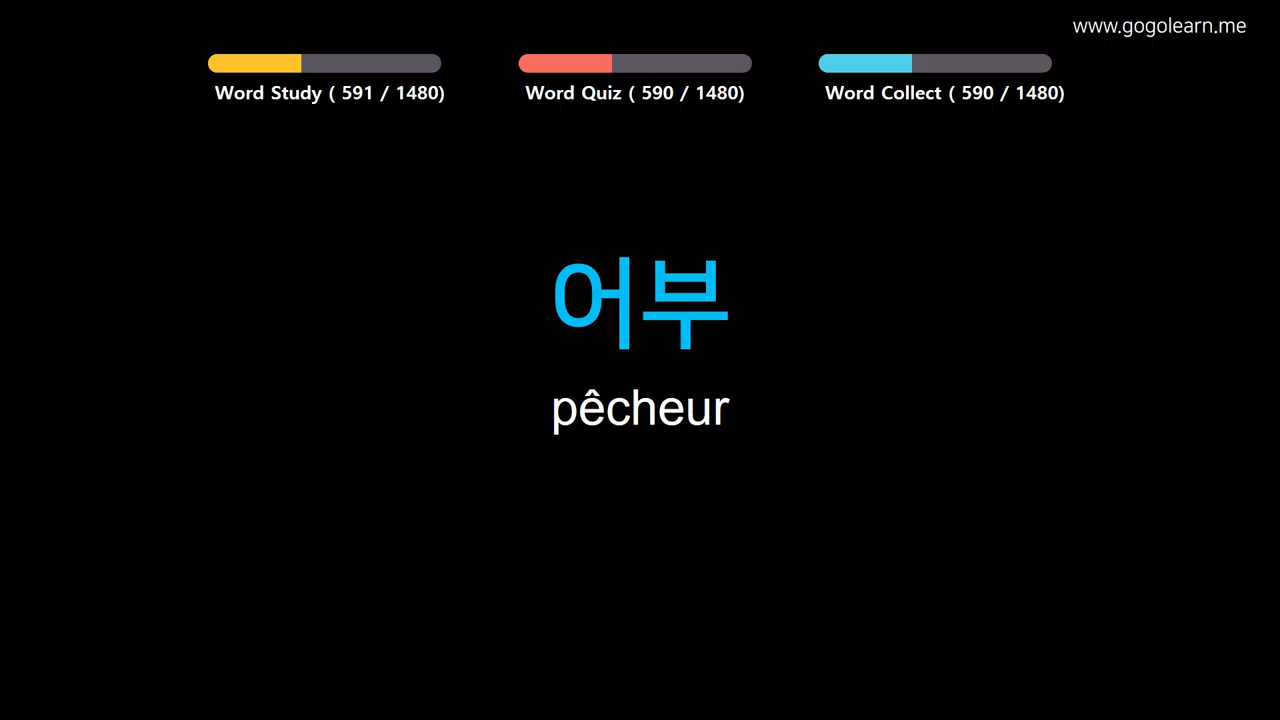 www.gogolearn.me
Word Study ( 591 / 1480)
Word Quiz ( 590 / 1480)
Word Collect ( 590 / 1480)
어부
pêcheur